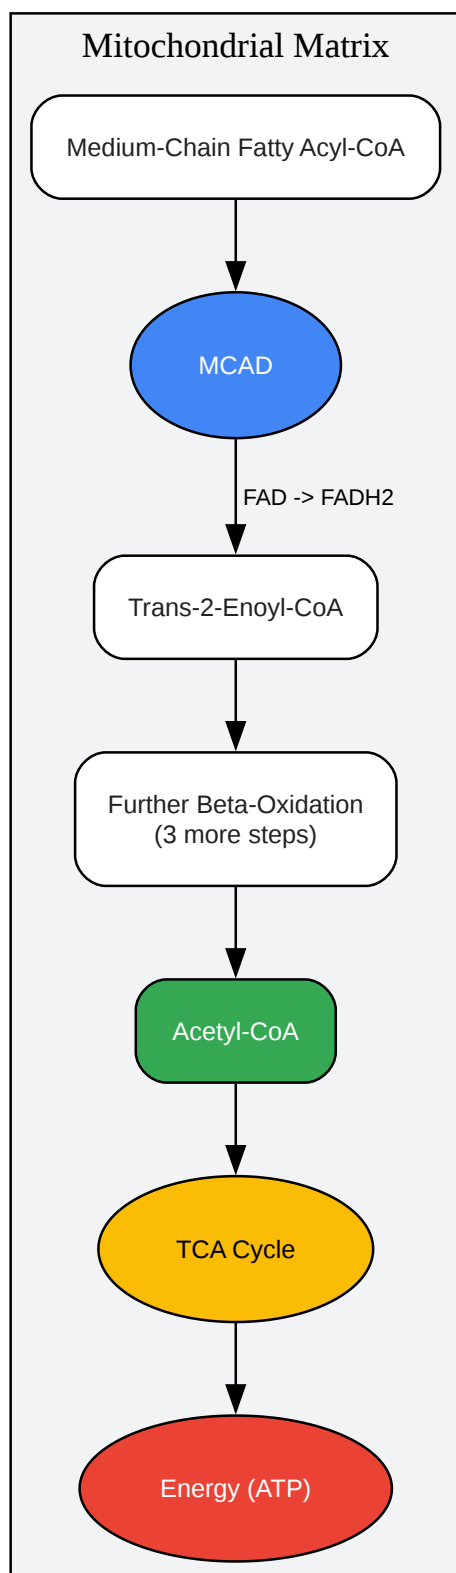 Mitochondrial Matrix
Medium-Chain Fatty Acyl-CoA
MCAD
FAD -> FADH2
Trans-2-Enoyl-CoA
Further Beta-Oxidation
(3 more steps)
Acetyl-CoA
TCA Cycle
Energy (ATP)